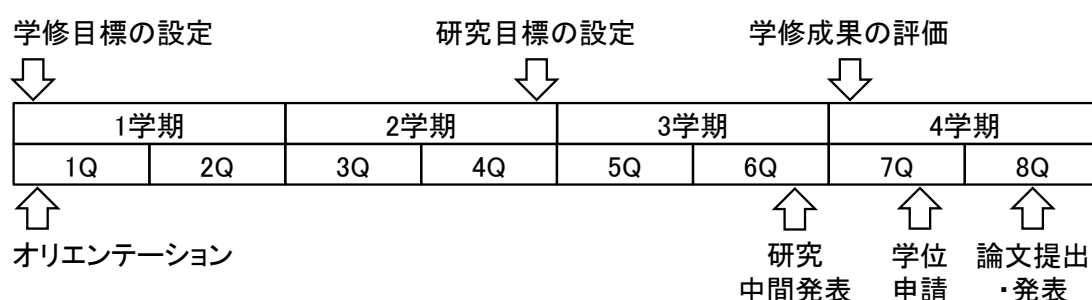 学修目標の設定 研究目標の設定 学修成果の評価
1学期 2学期 3学期 4学期
1Q 2Q 3Q 4Q 5Q 6Q 7Q 8Q
オリエンテーション 研究 学位 論文提出
中間発表 申請 ・発表